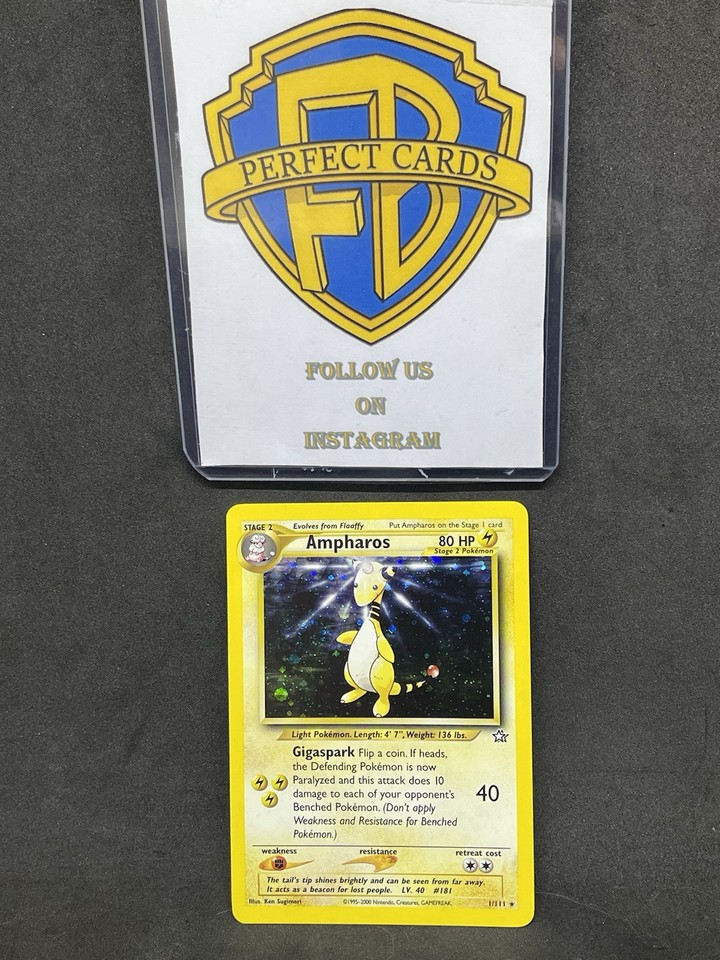 FB
PERFECT CARDS
FOLLOW US
ON
INSTAGRAM
STAGE 2 Evolves from Flaaffy Put Ampharos on the Stage 1 card
Ampharos 80 HP
Stage 2 Pokémon
Light Pokémon. Length: 4' 7", Weight: 136 lbs.
Gigaspark Flip a coin. If heads,
the Defending Pokémon is now
Paralyzed and this attack does 10
damage to each of your opponent's
Benched Pokémon. (Don't apply
Weakness and Resistance for Benched
Pokémon.)
40
weakness resistance retreat cost
The tail's tip shines brightly and can be seen from far away.
It acts as a beacon for lost people. LV. 40 #181
Illus. Ken Sugimori ©1995-2000 Nintendo, Creatures, GAMEFREAK. 1/111